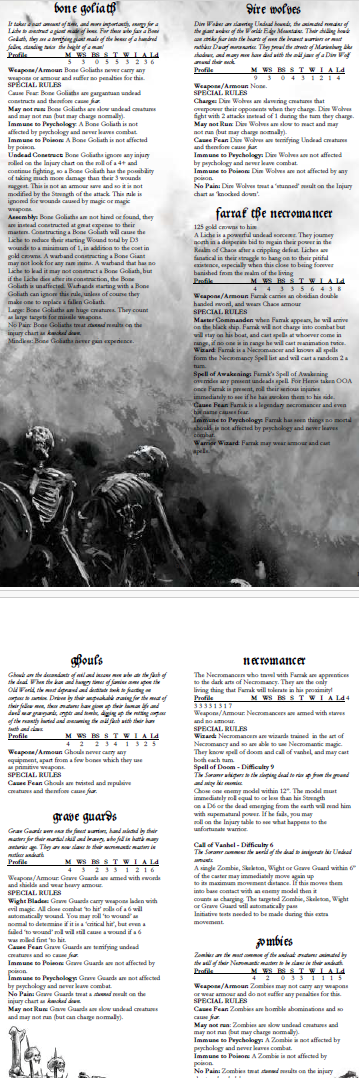 bone goliath
It takes a vast amount of time, and more importantly, energy for a
Liche to construct a giant made of bone. For those who face a Bone
Goliath, they see a terrifying giant made of the bones of a hundred
fallen, standing twice the height of a man!
Profile M WS BS S T W I A Ld
5 3 0 5 5 3 2 3 6
Weapons/Armour: Bone Goliaths never carry any
weapons or armour and suffer no penalties for this.
SPECIAL RULES
Cause Fear: Bone Goliaths are gargantuan undead
constructs and therefore cause fear.
May not run: Bone Goliaths are slow undead creatures
and may not run (but may charge normally).
Immune to Psychology: A Bone Goliath is not
affected by psychology and never leaves combat.
Immune to Poison: A Bone Goliath is not affected
by poison.
Undead Construct: Bone Goliaths ignore any injury
rolled on the Injury chart on the roll of a 4+ and
continue fighting, so a Bone Goliath has the possibility
of taking much more damage than their 3 wounds
suggest. This is not an armour save and so it is not
modified by the Strength of the attack. This rule is
ignored for wounds caused by magic or magic
weapons.
Assembly: Bone Goliaths are not hired or found, they
are instead constructed at great expense to their
masters. Constructing a Bone Goliath will cause the
Liche to reduce their starting Wound total by D3
wounds to a minimum of 1, in addition to the cost in
gold crowns. A warband constructing a Bone Giant
may not look for any rare items. A warband that has no
Liche to lead it may not construct a Bone Goliath, but
if the Liche dies after its construction, the Bone
Goliath is unaffected. Warbands starting with a Bone
Goliath can ignore this rule, unless of course they
make one to replace a fallen Goliath.
Large: Bone Goliaths are huge creatures. They count
as large targets for missile weapons.
No Pain: Bone Goliaths treat stunned results on the
injury chart as knocked down.
Mindless: Bone Goliaths never gain experience
dire wolves
Dire Wolves are slavering Undead hounds, the animated remains of
the giant wolves of the Worlds Edge Mountains. Their chilling howl
can strike fear into the hearts of even the bravest warriors or most
ruthless Dwarf mercenaries. They prowl the streets of Marienburg like
shadows, and many men have died with the cold jaws of a Dire Wolf
around their neck.
Profile M WS BS S T W I A Ld
9 3 0 4 3 1 2 1 4
Weapons/Armour: None.
SPECIAL RULES
Charge: Dire Wolves are slavering creatures that
overpower their opponents when they charge. Dire Wolves
fight with 2 attacks instead of 1 during the turn they charge.
May not Run: Dire Wolves are slow to react and may
not run (but may charge normally).
Cause Fear: Dire Wolves are terrifying Undead creatures
and therefore cause fear.
Immune to Psychology: Dire Wolves are not affected
by psychology and never leave combat.
Immune to Poison: Dire Wolves are not affected by any
poison.
No Pain: Dire Wolves treat a 'stunned' result on the Injury
chart as 'knocked down'.
farrak the necromancer
125 gold crowns to hire
A Liche is a powerful undead sorcerer. They journey
north in a desperate bid to regain their power in the
Realm of Chaos after a crippling defeat. Liches are
fanatical in their struggle to hang on to their pitiful
existence, especially when this close to being forever
banished from the realm of the living
Profile M WS BS S T W I A Ld
4 4 3 5 6 4 3 8
Weapons/Armour: Farrak carries an obsidian double
handed sword, and wears Chaos armour.
SPECIAL RULES
Master Commander: when Farrak appears, he will arrive
on the black ship. Farrak will not charge into combat but
will stay on his boat, and cast spells at whoever come in
range, if no one is in range he will cast reanimation twice.
Wizard: Farrak is a Necromancer and knows all spells
form the Necromancy Spell list and will cast a random 2 a
turn.
Spell of Awakening: Farrak's Spell of Awakening
overrides any present undeads spell. For Heros taken OOA
once Farrak is present, roll their serious injuries
immediately to see if he has awoken them to his side.
Cause Fear: Farrak is a legendary necromancer and even
his name causes fear.
Immune to Psychology: Farrak has seen things no mortal
should, is not affected by psychology and never leaves
combat.
Warrior Wizard: Farrak may wear armour and cast
spells.
ghouls
Ghouls are the descendants of evil and insane men who ate the flesh of
the dead. When the lean and hungry times of famine come upon the
Old World, the most depraved and destitute took to feasting on
corpses to survive. Driven by their unspeakable craving for the meat of
their fellow men, these creatures have given up their human life and
dwell near graveyards, crypts and tombs, digging up the rotting corpses
of the recently buried and consuming the cold flesh with their bare
teeth and claws.
M WS BS S T W I A Ld
4 2 2 3 4 1 3 2 5
Weapons/Armour: Ghouls never carry any
equipment, apart from a few bones which they use
as primitive weapons.
SPECIAL RULES
Cause Fear: Ghouls are twisted and repulsive
creatures and therefore cause fear.
grave guards
Grave Guards were once the finest warriors, hand selected by their
mastery for their martial skill and bravery, who fell in battle many
centuries ago. They are now slaves to their necromantic masters in
restless undeath.
M WS BS S T W I A Ld
Weapons/Armour: Grave Guards are armed with swords
and shields and wear heavy armour.
SPECIAL RULES
Wight Blades: Grave Guards carry weapons laden with
evil magic. All close combat 'to hit' rolls of a 6 will
automatically wound. You may roll 'to wound' as
normal to determine if it is a 'critical hit', but even a
failed 'to wound' roll will still cause a wound if a 6
was rolled first 'to hit'.
Cause Fear: Grave Guards are terrifying undead
creatures and so cause fear.
Immune to Poison: Grave Guards are not affected by
poison.
Immune to Psychology: Grave Guards are not affected
by psychology and never leave combat.
No Pain: Grave Guards treat a stunned result on the
injury chart as knocked down.
May not Run: Grave Guards are slow undead creatures
and may not run (but can charge normally).
necromancer
The Necromancers who travel with Farrak are apprentices
to the dark arts of Necromancy. They are the only
living thing that Farrak will tolerate in his proximity!
Profile M WS BS S T W I A Ld 4
3 3 3 3 1 3 1 7
Weapons/Armour: Necromancers are armed with staves
and no armour.
SPECIAL RULES
Wizard: Necromancers are wizards trained in the art of
Necromancy and so are able to use Necromantic magic.
They know spell of doom and call of vanhel, and may cast
both each turn.
Spell of Doom - Difficulty 9
The Sorcerer whispers to the sleeping dead to rise up from the ground
and seize his enemies.
Chose one enemy model within 12". The model must
immediately roll equal to or less than his Strength
on a D6 or the dead emerging from the earth will rend him
with supernatural power. If he fails, you may
roll on the Injury table to see what happens to the
unfortunate warrior.
Call of Vanhel - Difficulty 6
The Sorcerer summons the world of the dead to invigorate his Undead
servants.
A single Zombie, Skeleton, Wight or Grave Guard within 6"
of the caster may immediately move again up
to its maximum movement distance. If this moves them
into base contact with an enemy model then it
counts as charging. The targeted Zombie, Skeleton, Wight
or Grave Guard will automatically pass
Initiative tests needed to be made during this extra
movement.
zombies
Zombies are the most common of the undead: creatures animated by
the will of their Necromantic masters to be slaves in their service.
Profile M WS BS S T W I A Ld
4 2 0 3 3 1 1 1 5
Weapons/Armour: Zombies may not carry any weapons
or wear armour and do not suffer any penalties for this.
SPECIAL RULES
Cause Fear: Zombies are horrible abominations and so
cause fear.
May not run: Zombies are slow undead creatures and
may not run (but may charge normally).
Immune to Psychology: A Zombie is not affected by
psychology and never leaves combat.
Immune to Poison: A Zombie is not affected by
poison.
No Pain: Zombies treat stunned results on the injury